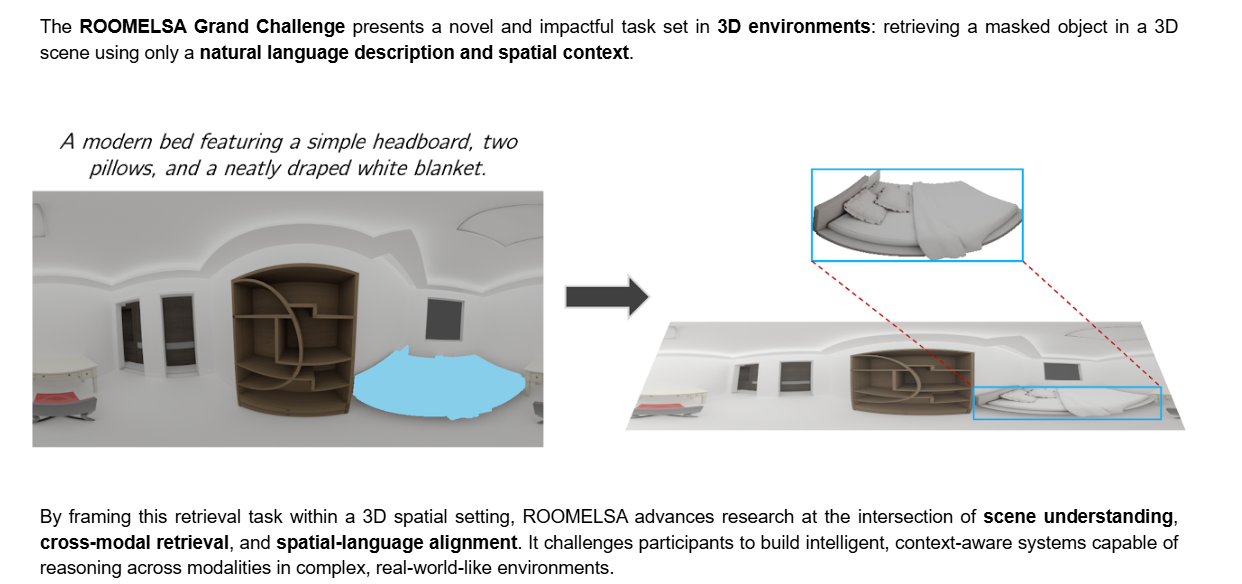 The ROOMELSA Grand Challenge presents a novel and impactful task set in 3D environments: retrieving a masked object in a 3D
scene using only a natural language description and spatial context.
A modern bed featuring a simple headboard, two
pillows, and a neatly draped white blanket.
By framing this retrieval task within a 3D spatial setting, ROOMELSA advances research at the intersection of scene understanding,
cross-modal retrieval, and spatial-language alignment. It challenges participants to build intelligent, context-aware systems capable of
reasoning across modalities in complex, real-world-like environments.